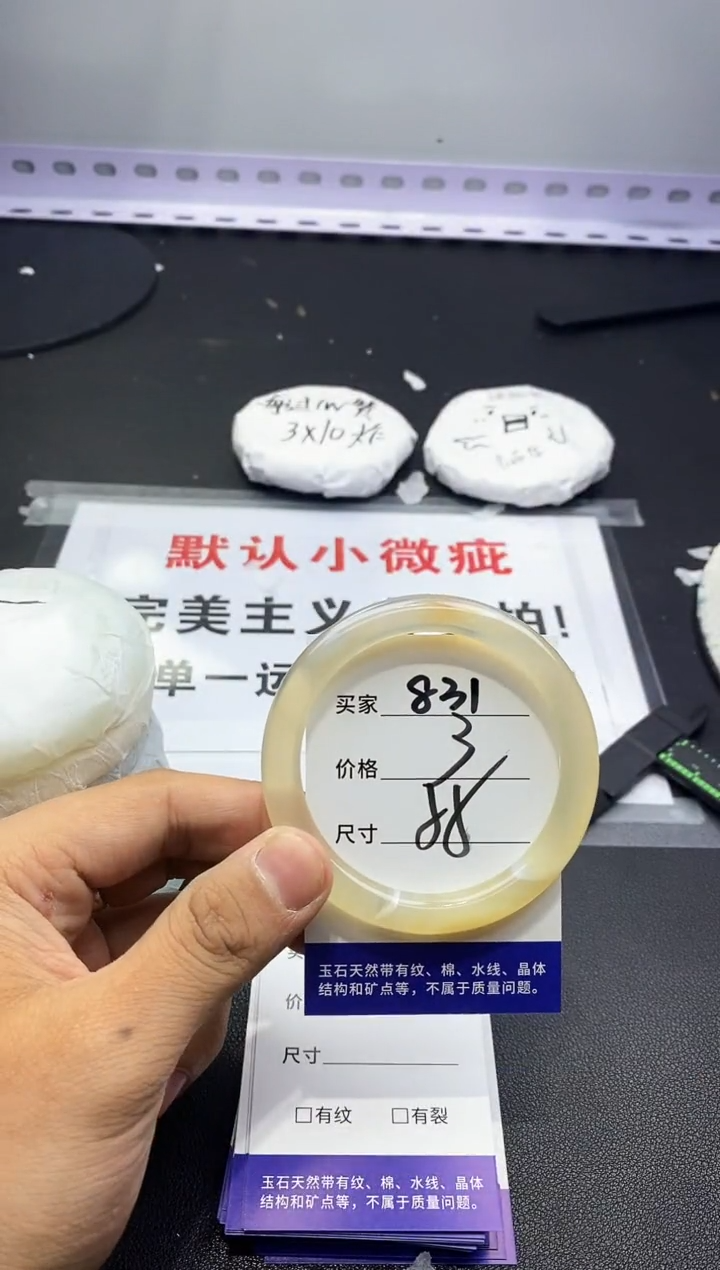 3X10
默认小微疵
完美主义 拍!
单一运
买家 831
价格 3
尺寸 58
玉石天然带有纹、棉、水线、晶体
结构和矿点等，不属于质量问题。
价
尺寸
□有纹 □有裂
玉石天然带有纹、棉、水线、晶体
结构和矿点等，不属于质量问题。